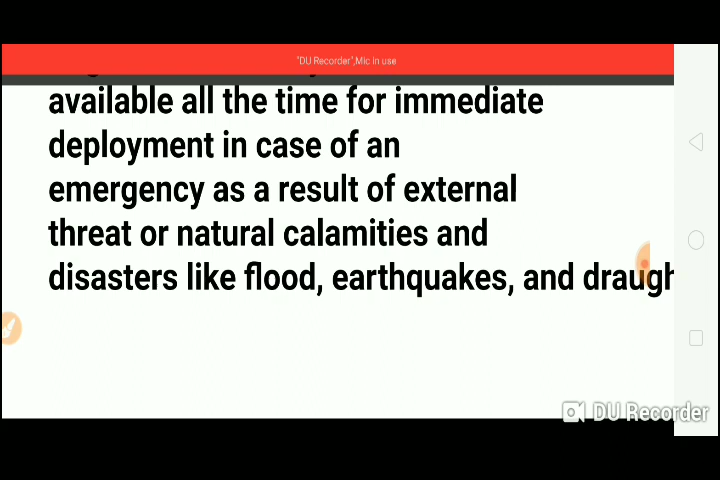 "DU Recorder",Mic in use
available all the time for immediate
deployment in case of an
emergency as a result of external
threat or natural calamities and
disasters like flood, earthquakes, and draugh
DU Recorder